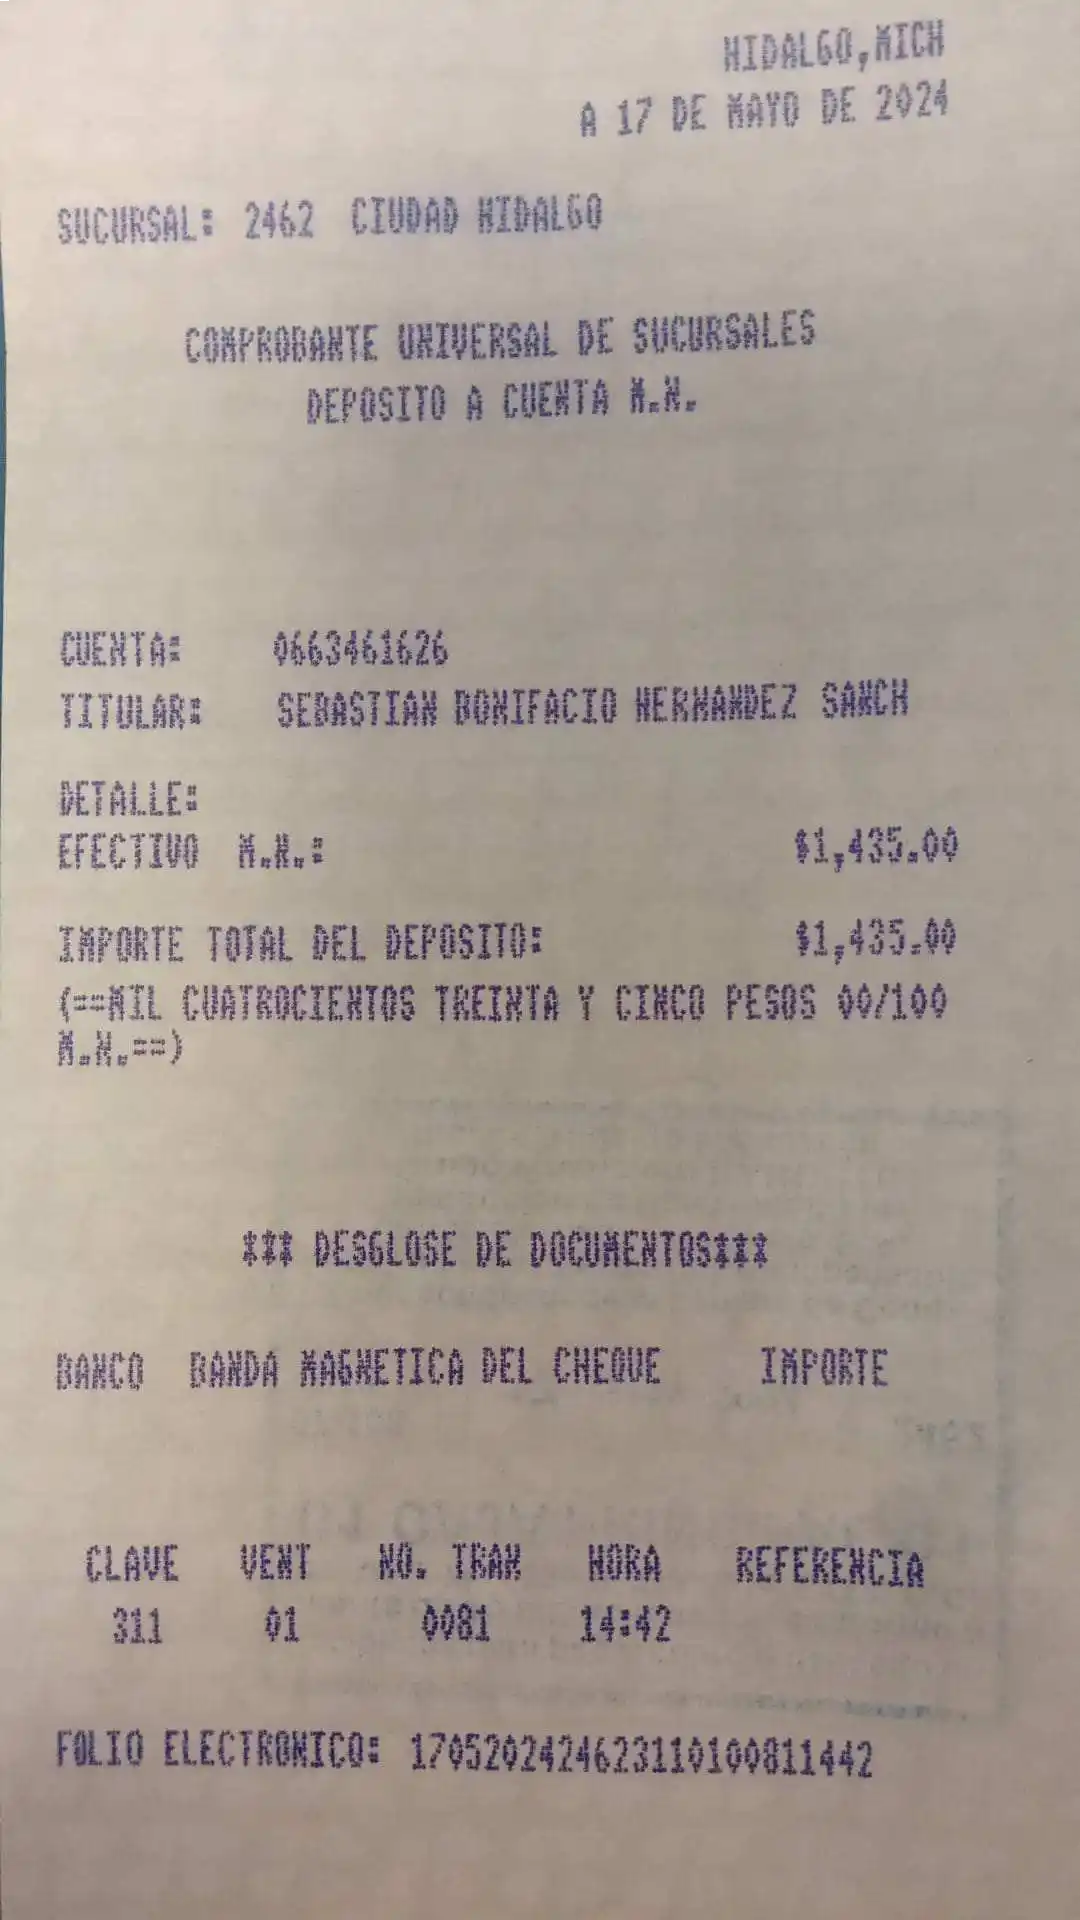 HIDALGO,MICH
A 17 DE MAYO DE 2024
SUCURSAL: 2462 CIUDAD HIDALGO
COMPROBANTE UNIVERSAL DE SUCURSALES
DEPOSITO A CUENTA M.N.
CUENTA: 0663461626
TITULAR: SEBASTIAN BONIFACIO HERNANDEZ SANCH
DETALLE:
EFECTIVO M.N.: $1,435.00
IMPORTE TOTAL DEL DEPOSITO: $1,435.00
(==MIL CUATROCIENTOS TREINTA Y CINCO PESOS 00/100
M.N.==)
*** DESGLOSE DE DOCUMENTOS***
BANCO BANDA MAGNETICA DEL CHEQUE IMPORTE
CLAVE VENT NO. TRAN HORA REFERENCIA
311 01 0081 14:42
FOLIO ELECTRONICO: 1705202424623110100811442